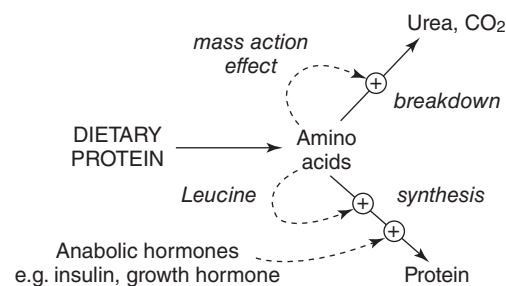 Urea, CO₂
mass action
effect
+
breakdown
DIETARY
PROTEIN
Amino
acids
Leucine
synthesis
+
+
Anabolic hormones
e.g. insulin, growth hormone
Protein